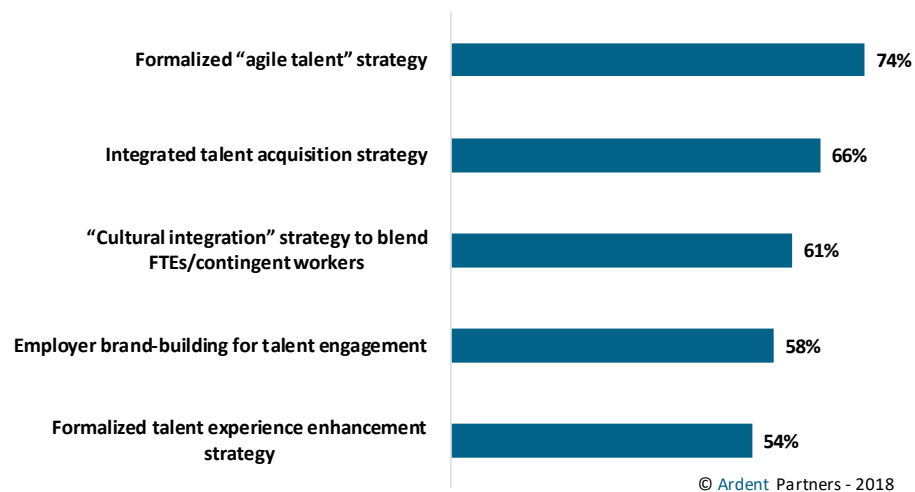 Formalized “agile talent” strategy
74%
Integrated talent acquisition strategy
66%
“Cultural integration” strategy to blend
FTEs/contingent workers
61%
Employer brand-building for talent engagement
58%
Formalized talent experience enhancement
strategy
54%
© Ardent Partners - 2018